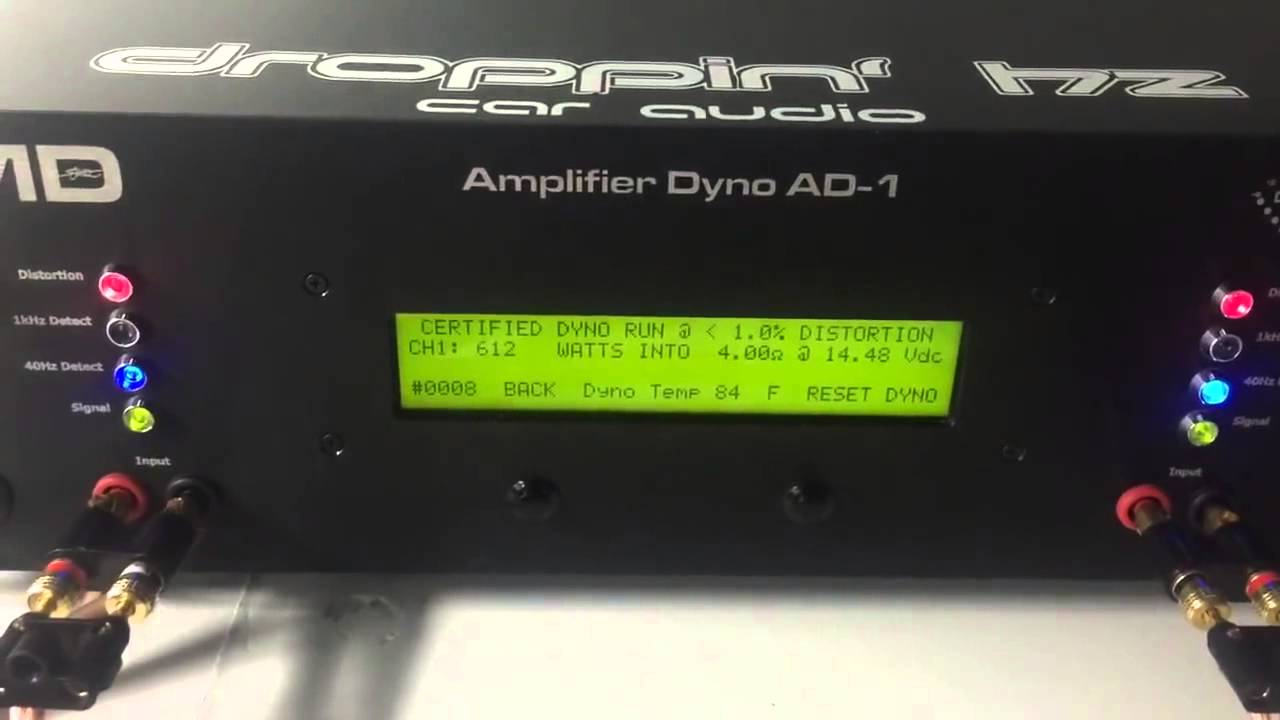 droppin' Hz
car audio
MD
Amplifier Dyno AD-1
Distortion
1kHz Detect
40Hz Detect
Signal
Input
CERTIFIED DYNO RUN @ < 1.0% DISTORTION
CH1: 612 WATTS INTO 4.00Ω @ 14.48 Vdc
#0008 BACK Dyno Temp 84 F RESET DYNO
40Hz
Signal
Input